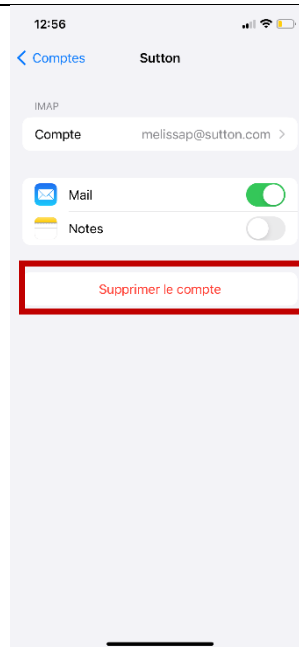 12:56
Comptes Sutton
IMAP
Compte melissap@sutton.com
Mail
Notes
Supprimer le compte